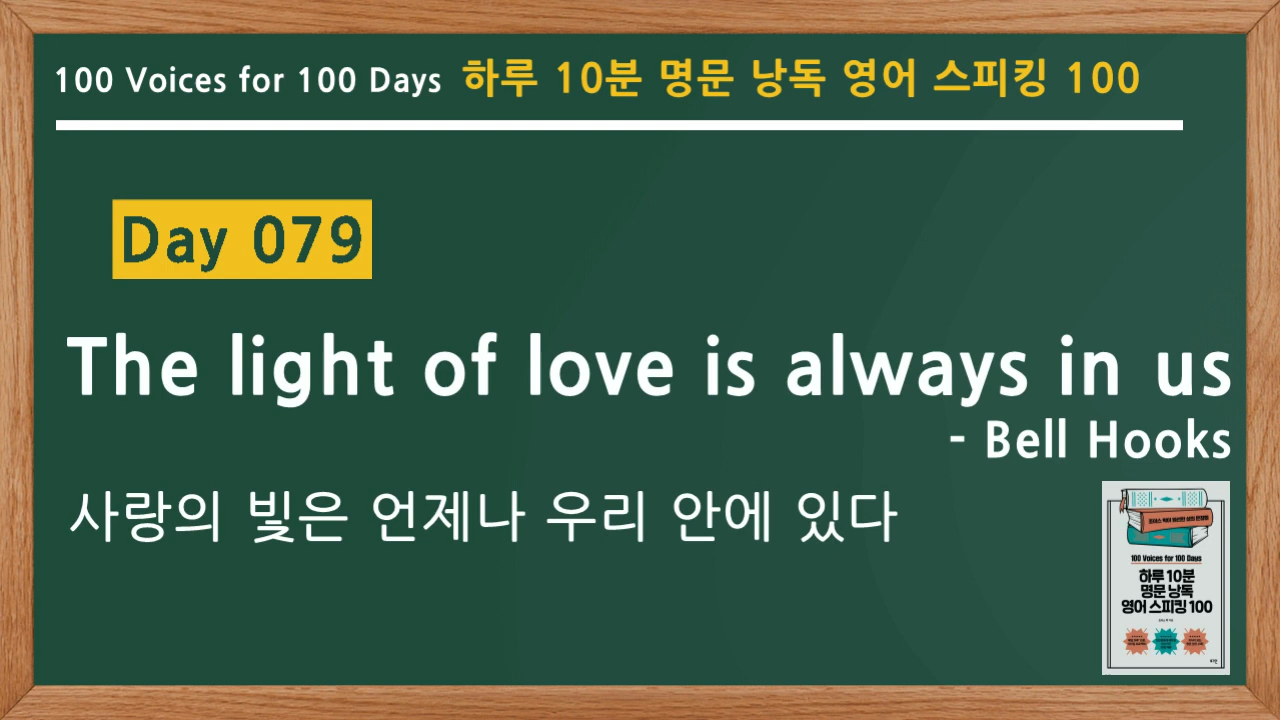 100 Voices for 100 Days 하루 10분 명문 낭독 영어 스피킹 100
Day 079
The light of love is always in us
- Bell Hooks
사랑의 빛은 언제나 우리 안에 있다
100 Voices for 100 Days
하루 10분
명문 낭독
영어 스피킹 100